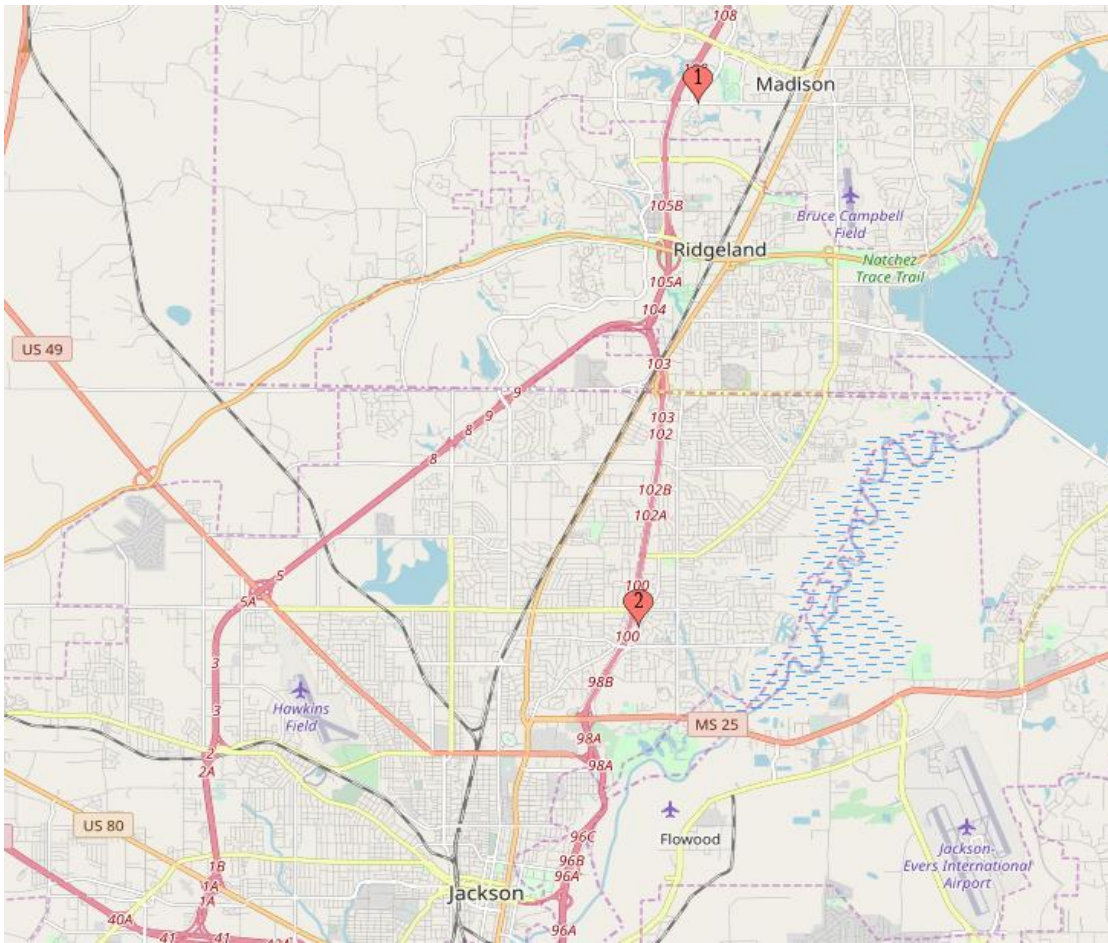 108
1
Madison
105B
Bruce Campbell
Field
Ridgeland
Natchez
Trace Trail
105A
104
US 49
103
9
103
9
102
8
8
102B
102A
5
100
5A
2
100
3
98B
Hawkins
Field
3
MS 25
98A
2
98A
2A
US 80
96C
Flowood
Jackson-
Evers International
Airport
96B
1B
96A
1A
Jackson
1A
40A
96A
41
41